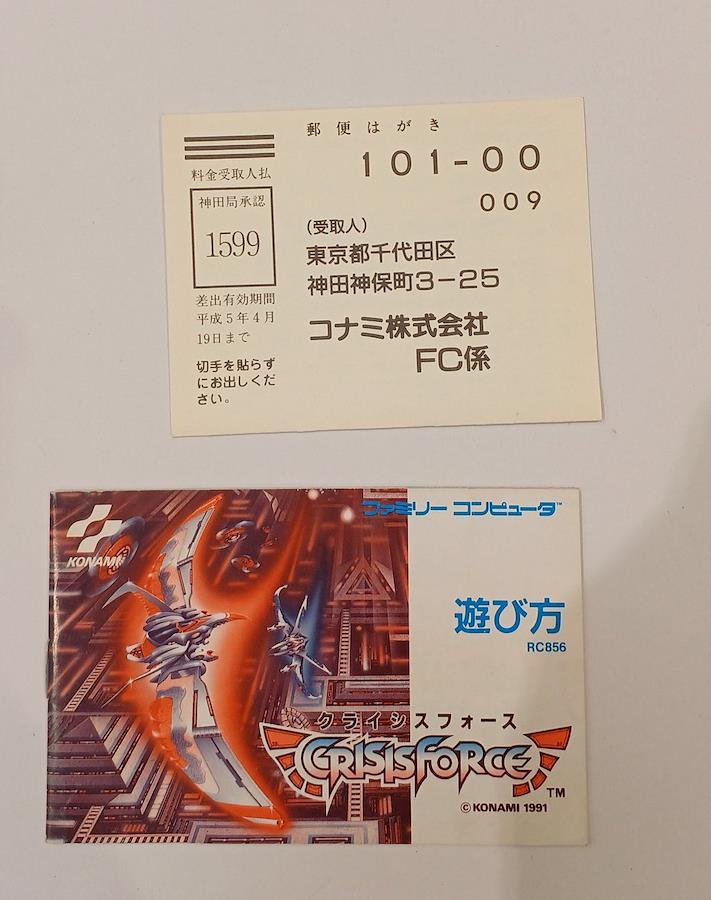 郵便はがき
料金受取人払
神田局承認
1599
差出有効期間
平成5年4月
19日まで
切手を貼らず
にお出しくだ
さい。
101-00
009
(受取人)
東京都千代田区
神田神保町3-25
コナミ株式会社
FC係
KONAMI
ファミリー コンピュータ™
遊び方
RC856
クライシスフォース
CRISIS FORCE
TM
©KONAMI 1991